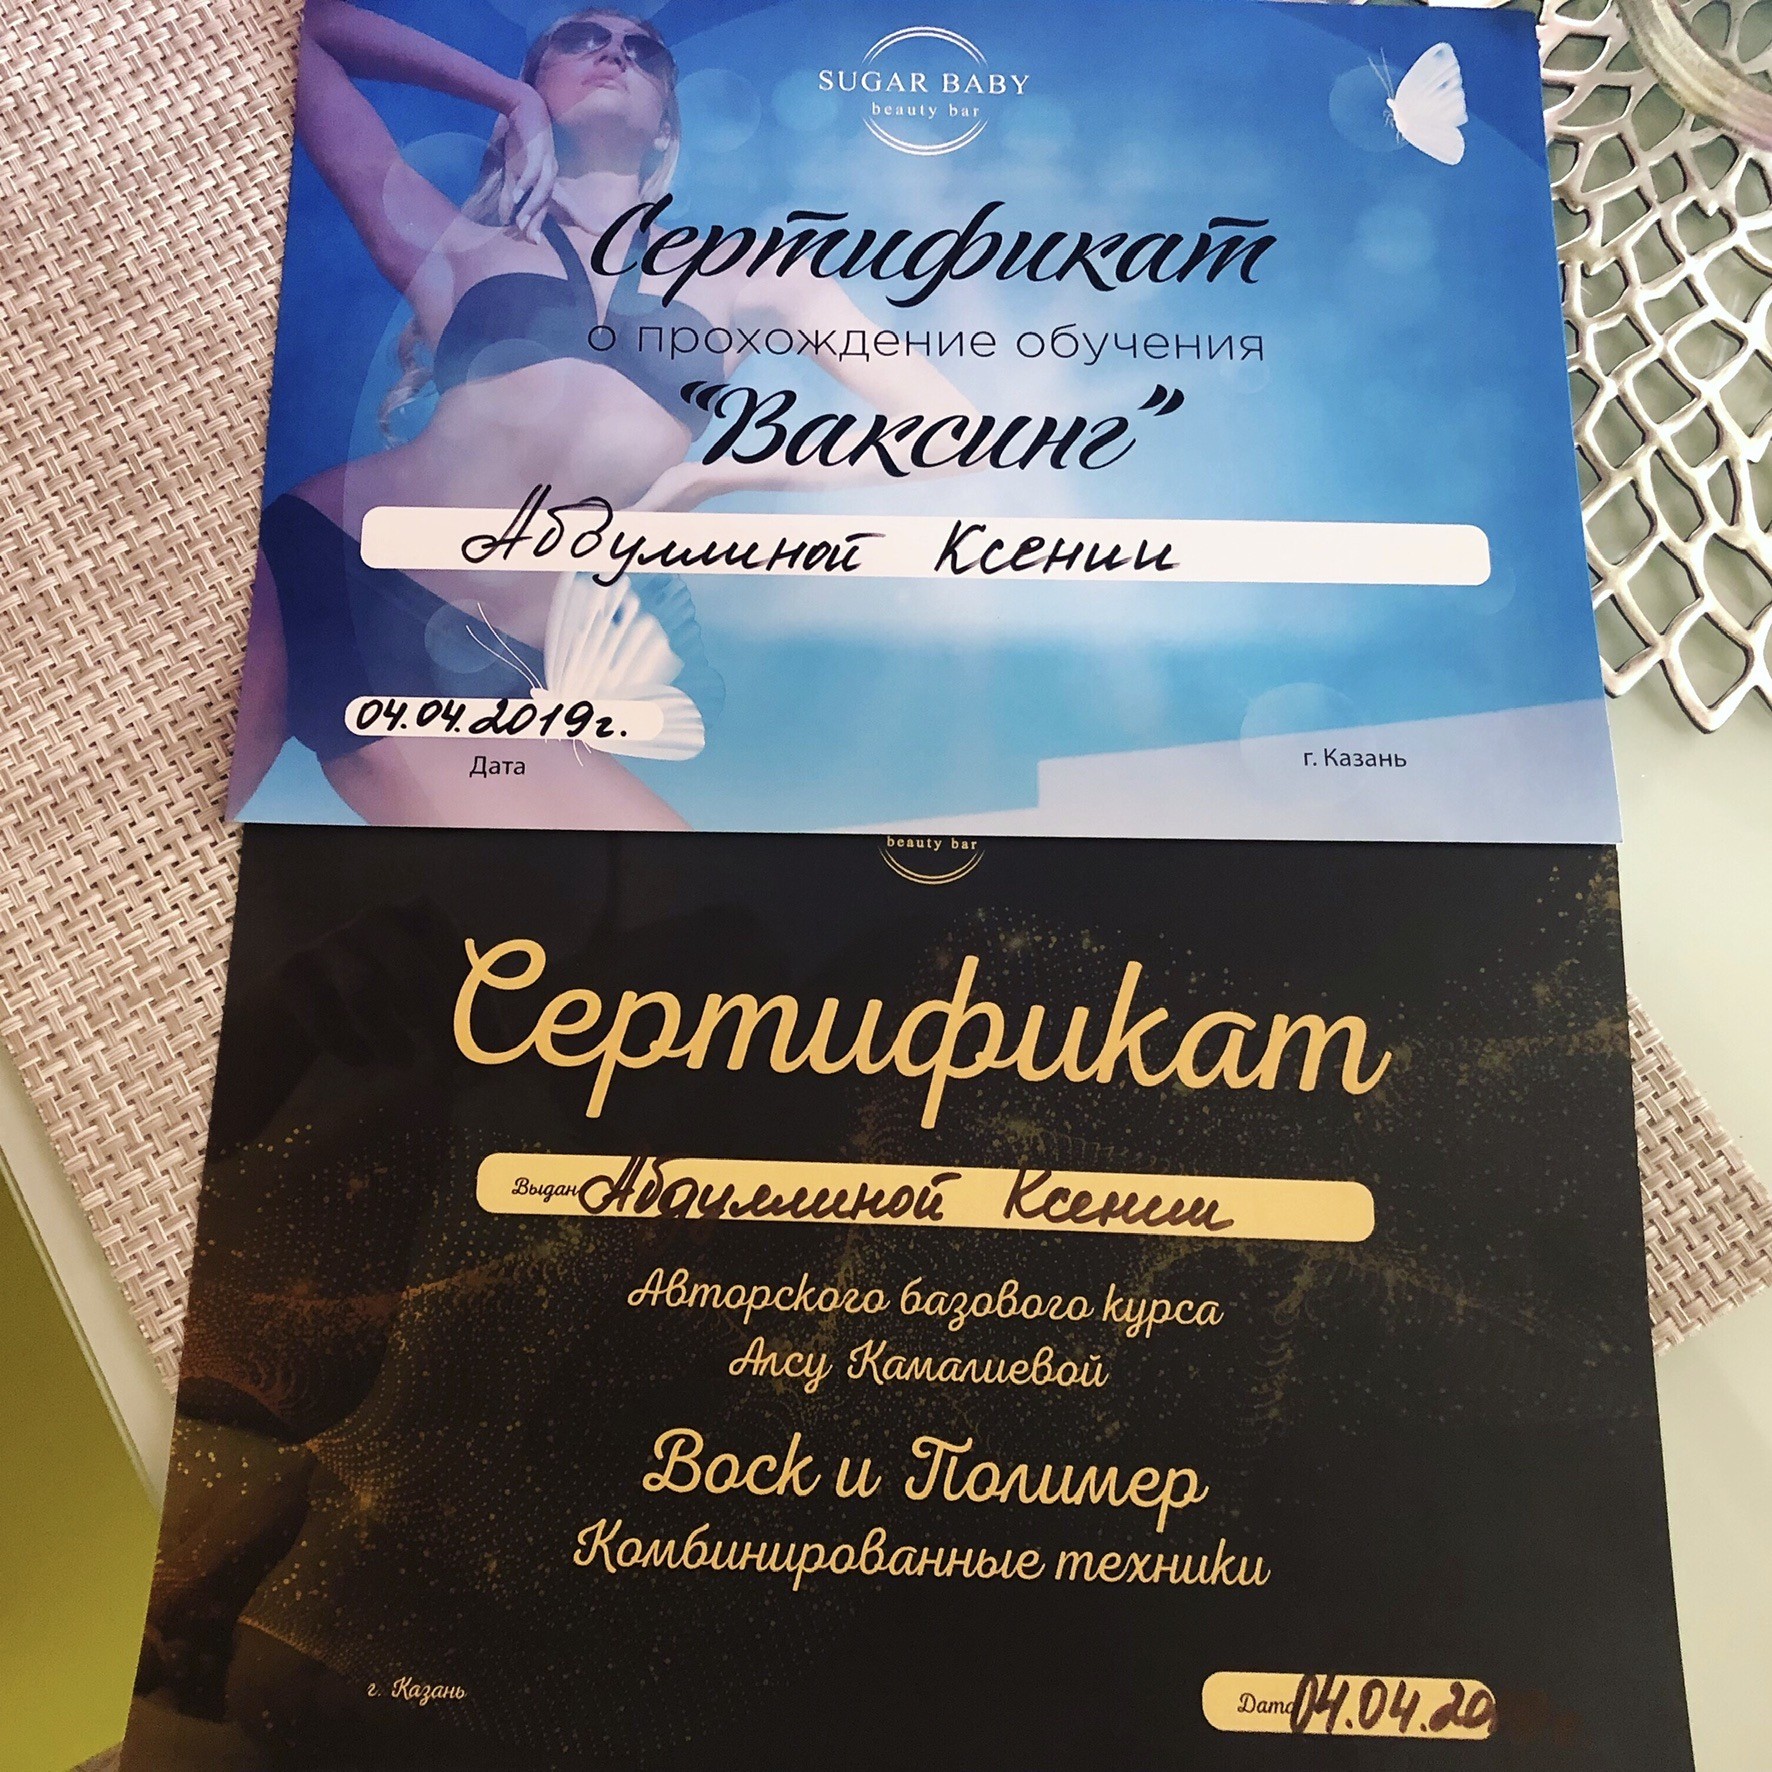 SUGAR BABY
beauty bar
Сертификат
о прохождение обучения
“Ваксинг”
Абдуллиной Ксении
04.04.2019г.
Дата
г. Казань
beauty bar
Сертификат
Выдан Абдуллиной Ксении
Авторского базового курса
Алсу Камалиевой
Воск и Полимер
Комбинированные техники
г. Казань
Дата 04.04.20